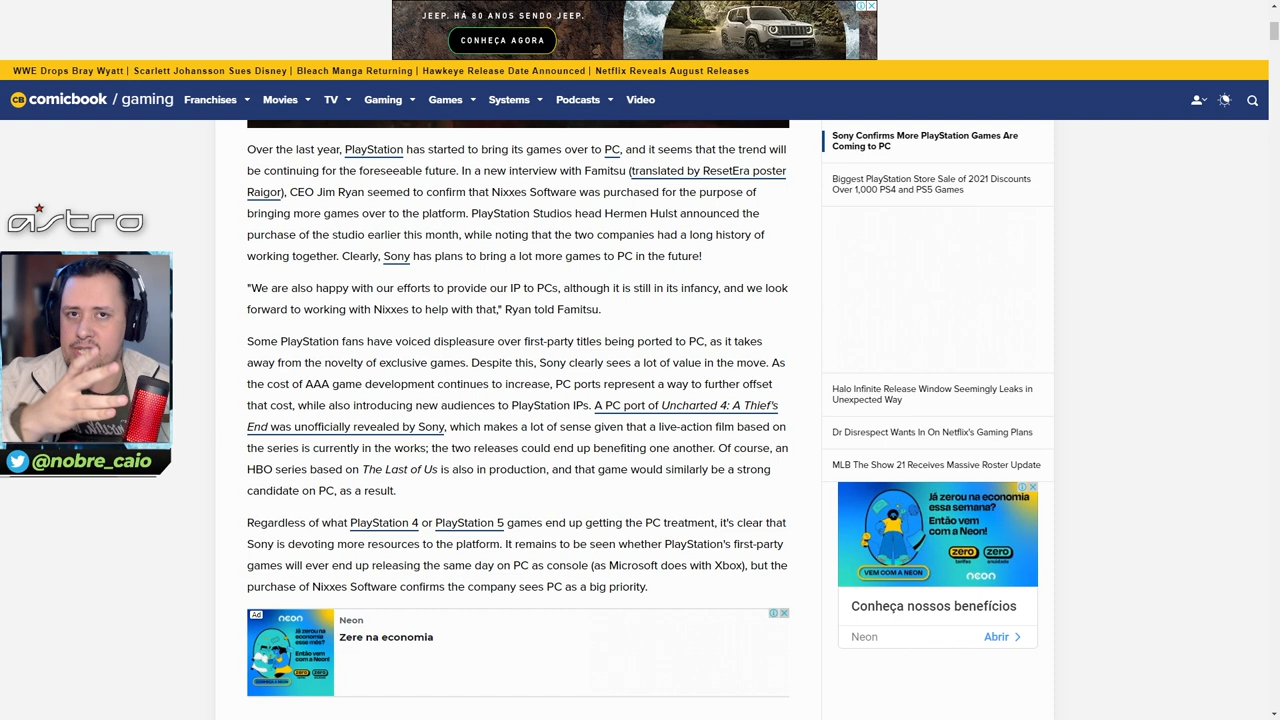 JEEP. HÁ 80 ANOS SENDO JEEP.
CONHEÇA AGORA
WWE Drops Bray Wyatt | Scarlett Johansson Sues Disney | Bleach Manga Returning | Hawkeye Release Date Announced | Netflix Reveals August Releases
CB comicbook / gaming Franchises Movies TV Gaming Games Systems Podcasts Video
Over the last year, PlayStation has started to bring its games over to PC, and it seems that the trend will
be continuing for the foreseeable future. In a new interview with Famitsu (translated by ResetEra poster
Raigor), CEO Jim Ryan seemed to confirm that Nixxes Software was purchased for the purpose of
bringing more games over to the platform. PlayStation Studios head Hermen Hulst announced the
purchase of the studio earlier this month, while noting that the two companies had a long history of
working together. Clearly, Sony has plans to bring a lot more games to PC in the future!
"We are also happy with our efforts to provide our IP to PCs, although it is still in its infancy, and we look
forward to working with Nixxes to help with that," Ryan told Famitsu.
Some PlayStation fans have voiced displeasure over first-party titles being ported to PC, as it takes
away from the novelty of exclusive games. Despite this, Sony clearly sees a lot of value in the move. As
the cost of AAA game development continues to increase, PC ports represent a way to further offset
that cost, while also introducing new audiences to PlayStation IPs. A PC port of Uncharted 4: A Thief's
End was unofficially revealed by Sony, which makes a lot of sense given that a live-action film based on
the series is currently in the works; the two releases could end up benefiting one another. Of course, an
HBO series based on The Last of Us is also in production, and that game would similarly be a strong
candidate on PC, as a result.
Regardless of what PlayStation 4 or PlayStation 5 games end up getting the PC treatment, it's clear that
Sony is devoting more resources to the platform. It remains to be seen whether PlayStation's first-party
games will ever end up releasing the same day on PC as console (as Microsoft does with Xbox), but the
purchase of Nixxes Software confirms the company sees PC as a big priority.
Ad
neon
Já zerou na
economia
esse mês?
Então vem
com a Neon!
zero zero
Neon
Zere na economia
Sony Confirms More PlayStation Games Are
Coming to PC
Biggest PlayStation Store Sale of 2021 Discounts
Over 1,000 PS4 and PS5 Games
Halo Infinite Release Window Seemingly Leaks in
Unexpected Way
Dr Disrespect Wants In On Netflix's Gaming Plans
MLB The Show 21 Receives Massive Roster Update
Já zerou na economia
essa semana?
Então vem
com a Neon!
zero zero
tarifas anuidade
VEM COM A NEON
neon
Conheça nossos benefícios
Neon Abrir
astro
@nobre_caio